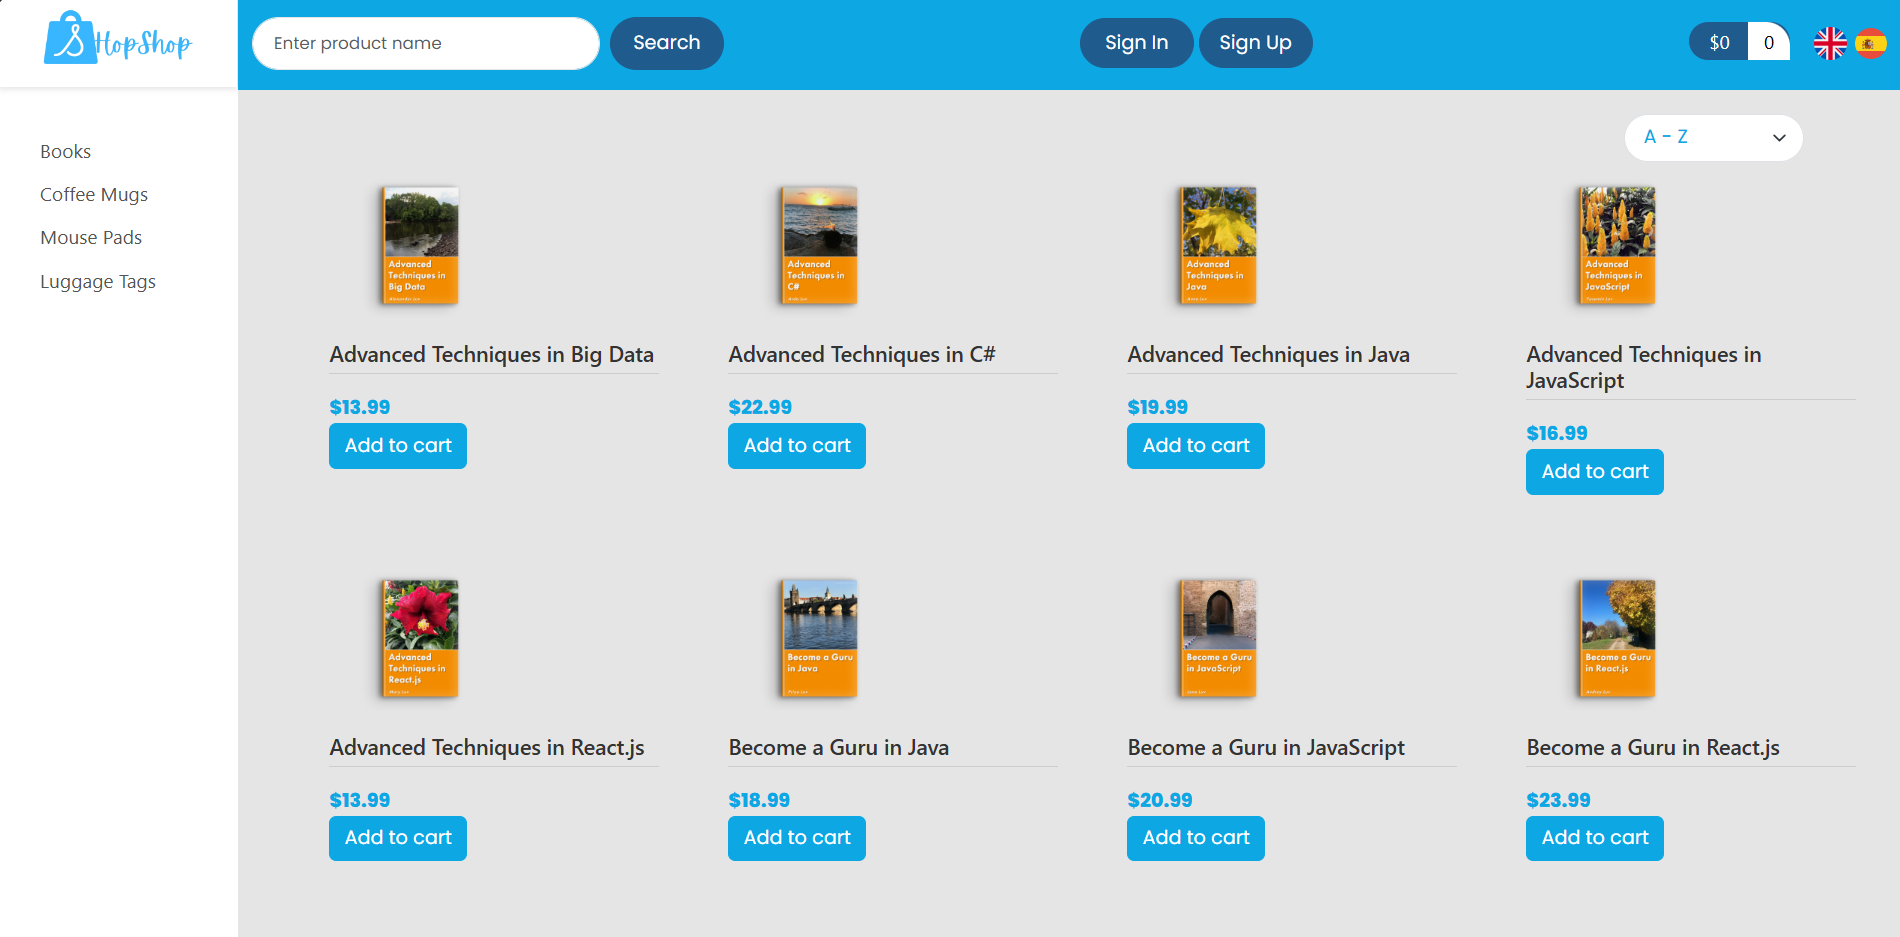 HopShop
Enter product name
Search
Sign In
Sign Up
$0
0
Books
Coffee Mugs
Mouse Pads
Luggage Tags
A - Z
Advanced
Techniques in
Big Data
Advanced
Techniques in
C#
Advanced
Techniques in
Java
Advanced
Techniques in
JavaScript
Advanced Techniques in Big Data
$13.99
Add to cart
Advanced Techniques in C#
$22.99
Add to cart
Advanced Techniques in Java
$19.99
Add to cart
Advanced Techniques in
JavaScript
$16.99
Add to cart
Advanced
Techniques in
React.js
Become a Guru
in Java
Become a Guru
in JavaScript
Become a Guru
in React.js
Advanced Techniques in React.js
$13.99
Add to cart
Become a Guru in Java
$18.99
Add to cart
Become a Guru in JavaScript
$20.99
Add to cart
Become a Guru in React.js
$23.99
Add to cart